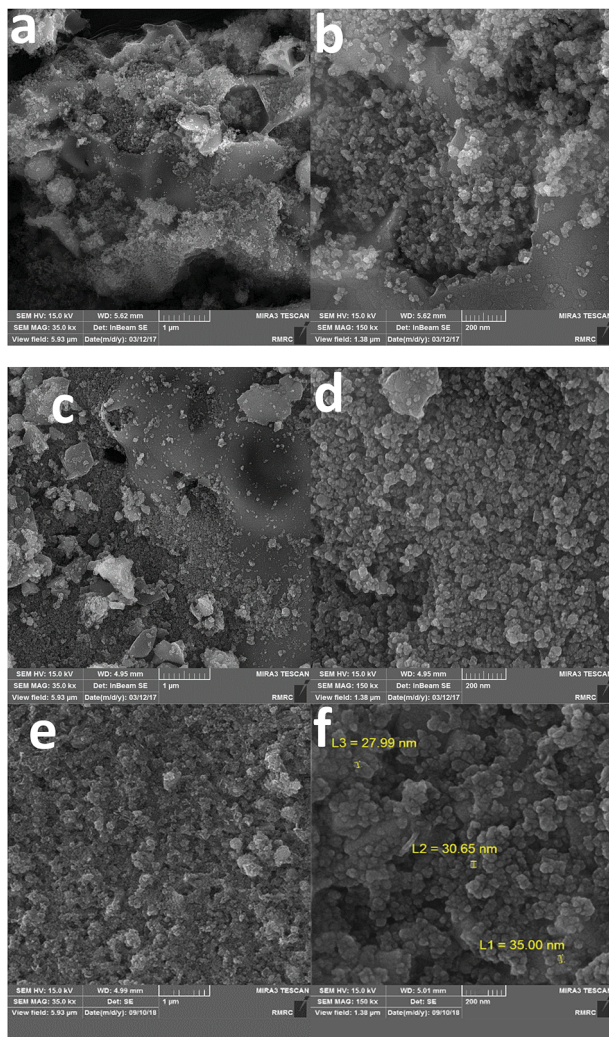 a
b
SEM HV: 15.0 kV WD: 5.62 mm MIRA3 TESCAN
SEM MAG: 35.0 kx Det: InBeam SE 1 µm
View field: 5.93 µm Date(m/d/y): 03/12/17 RMRC
SEM HV: 15.0 kV WD: 5.62 mm MIRA3 TESCAN
SEM MAG: 150 kx Det: InBeam SE 200 nm
View field: 1.38 µm Date(m/d/y): 03/12/17 RMRC
c
d
SEM HV: 15.0 kV WD: 4.95 mm MIRA3 TESCAN
SEM MAG: 35.0 kx Det: InBeam SE 1 µm
View field: 5.93 µm Date(m/d/y): 03/12/17 RMRC
SEM HV: 15.0 kV WD: 4.95 mm MIRA3 TESCAN
SEM MAG: 150 kx Det: InBeam SE 200 nm
View field: 1.38 µm Date(m/d/y): 03/12/17 RMRC
e
f
L3 = 27.99 nm
L2 = 30.65 nm
L1 = 35.00 nm
SEM HV: 15.0 kV WD: 4.99 mm MIRA3 TESCAN
SEM MAG: 35.0 kx Det: SE 1 µm
View field: 5.93 µm Date(m/d/y): 09/10/18 RMRC
SEM HV: 15.0 kV WD: 5.01 mm MIRA3 TESCAN
SEM MAG: 150 kx Det: SE 200 nm
View field: 1.38 µm Date(m/d/y): 09/10/18 RMRC